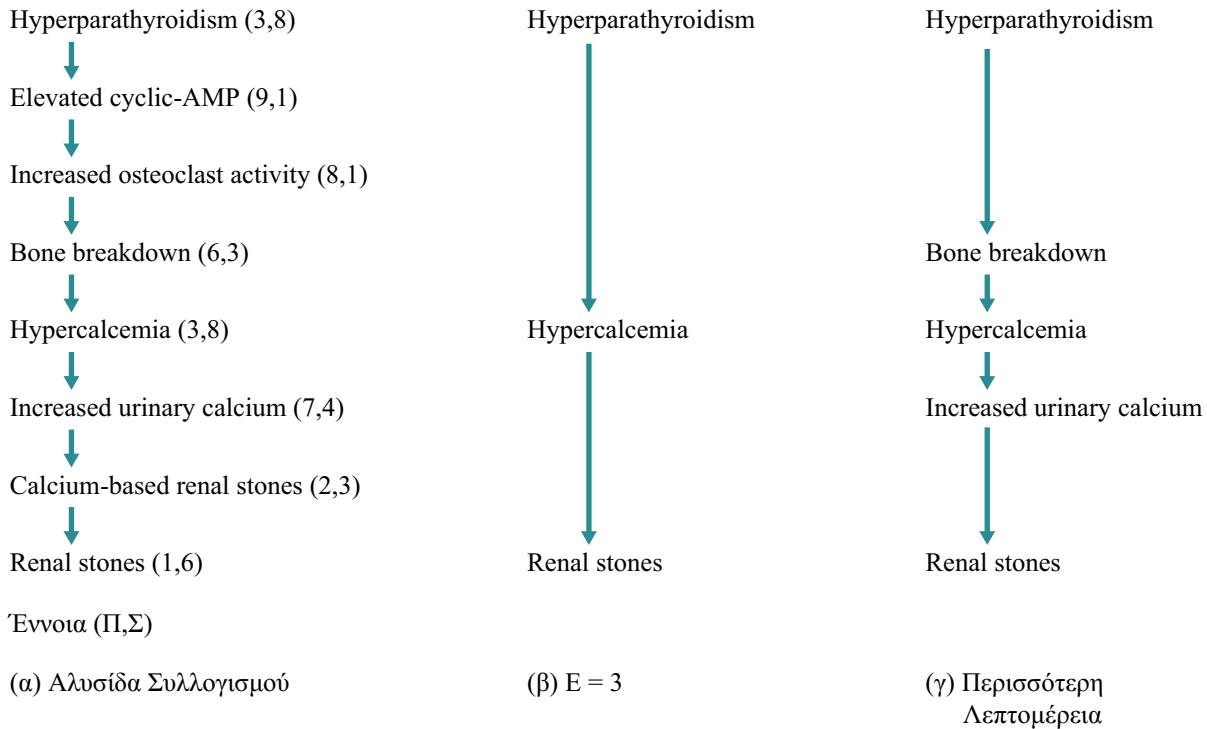 Hyperparathyroidism (3,8)
Elevated cyclic-AMP (9,1)
Increased osteoclast activity (8,1)
Bone breakdown (6,3)
Hypercalcemia (3,8)
Increased urinary calcium (7,4)
Calcium-based renal stones (2,3)
Renal stones (1,6)
Έννοια (Π,Σ)
(α) Αλυσίδα Συλλογισμού
Hyperparathyroidism
Hypercalcemia
Renal stones
(β) E = 3
Hyperparathyroidism
Bone breakdown
Hypercalcemia
Increased urinary calcium
Renal stones
(γ) Περισσότερη
Λεπτομέρεια